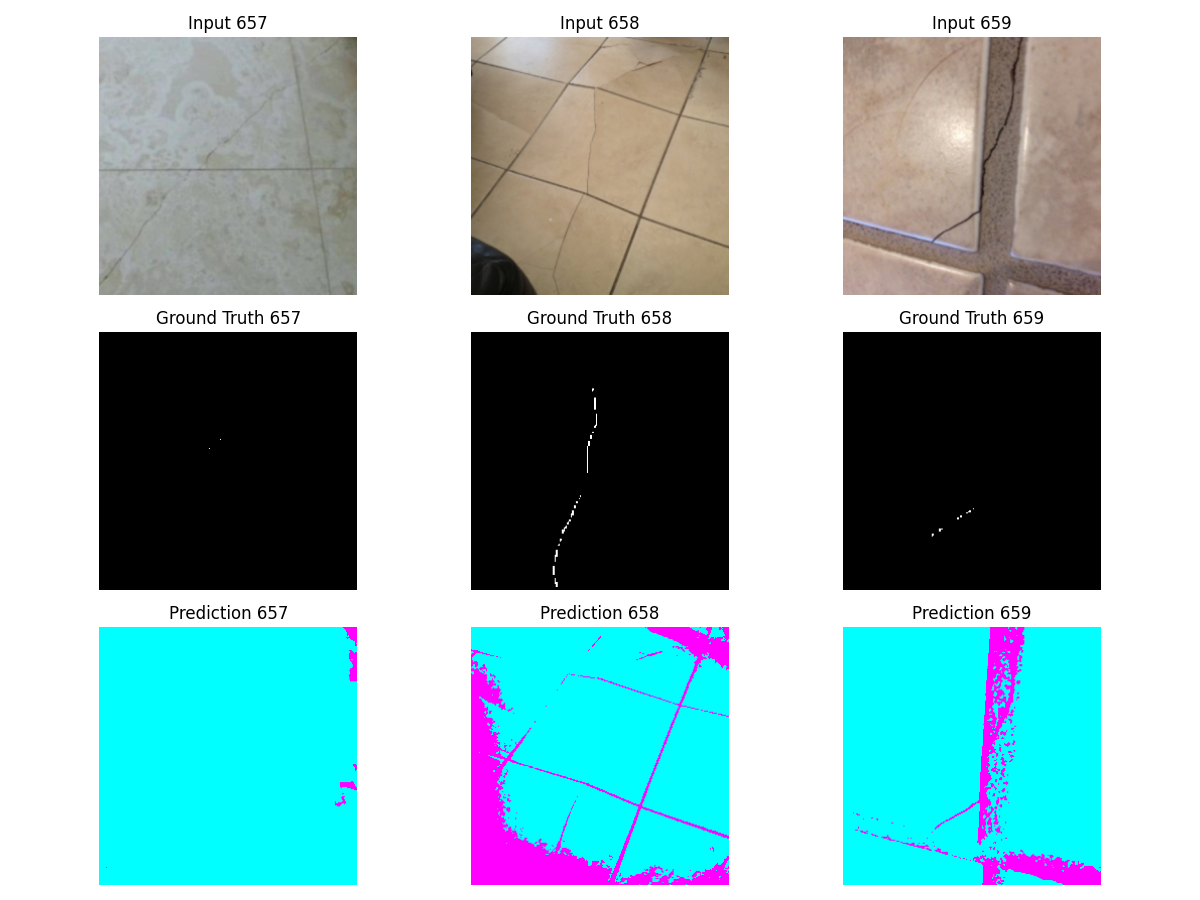 Input 657
Input 658
Input 659
Ground Truth 657
Ground Truth 658
Ground Truth 659
Prediction 657
Prediction 658
Prediction 659